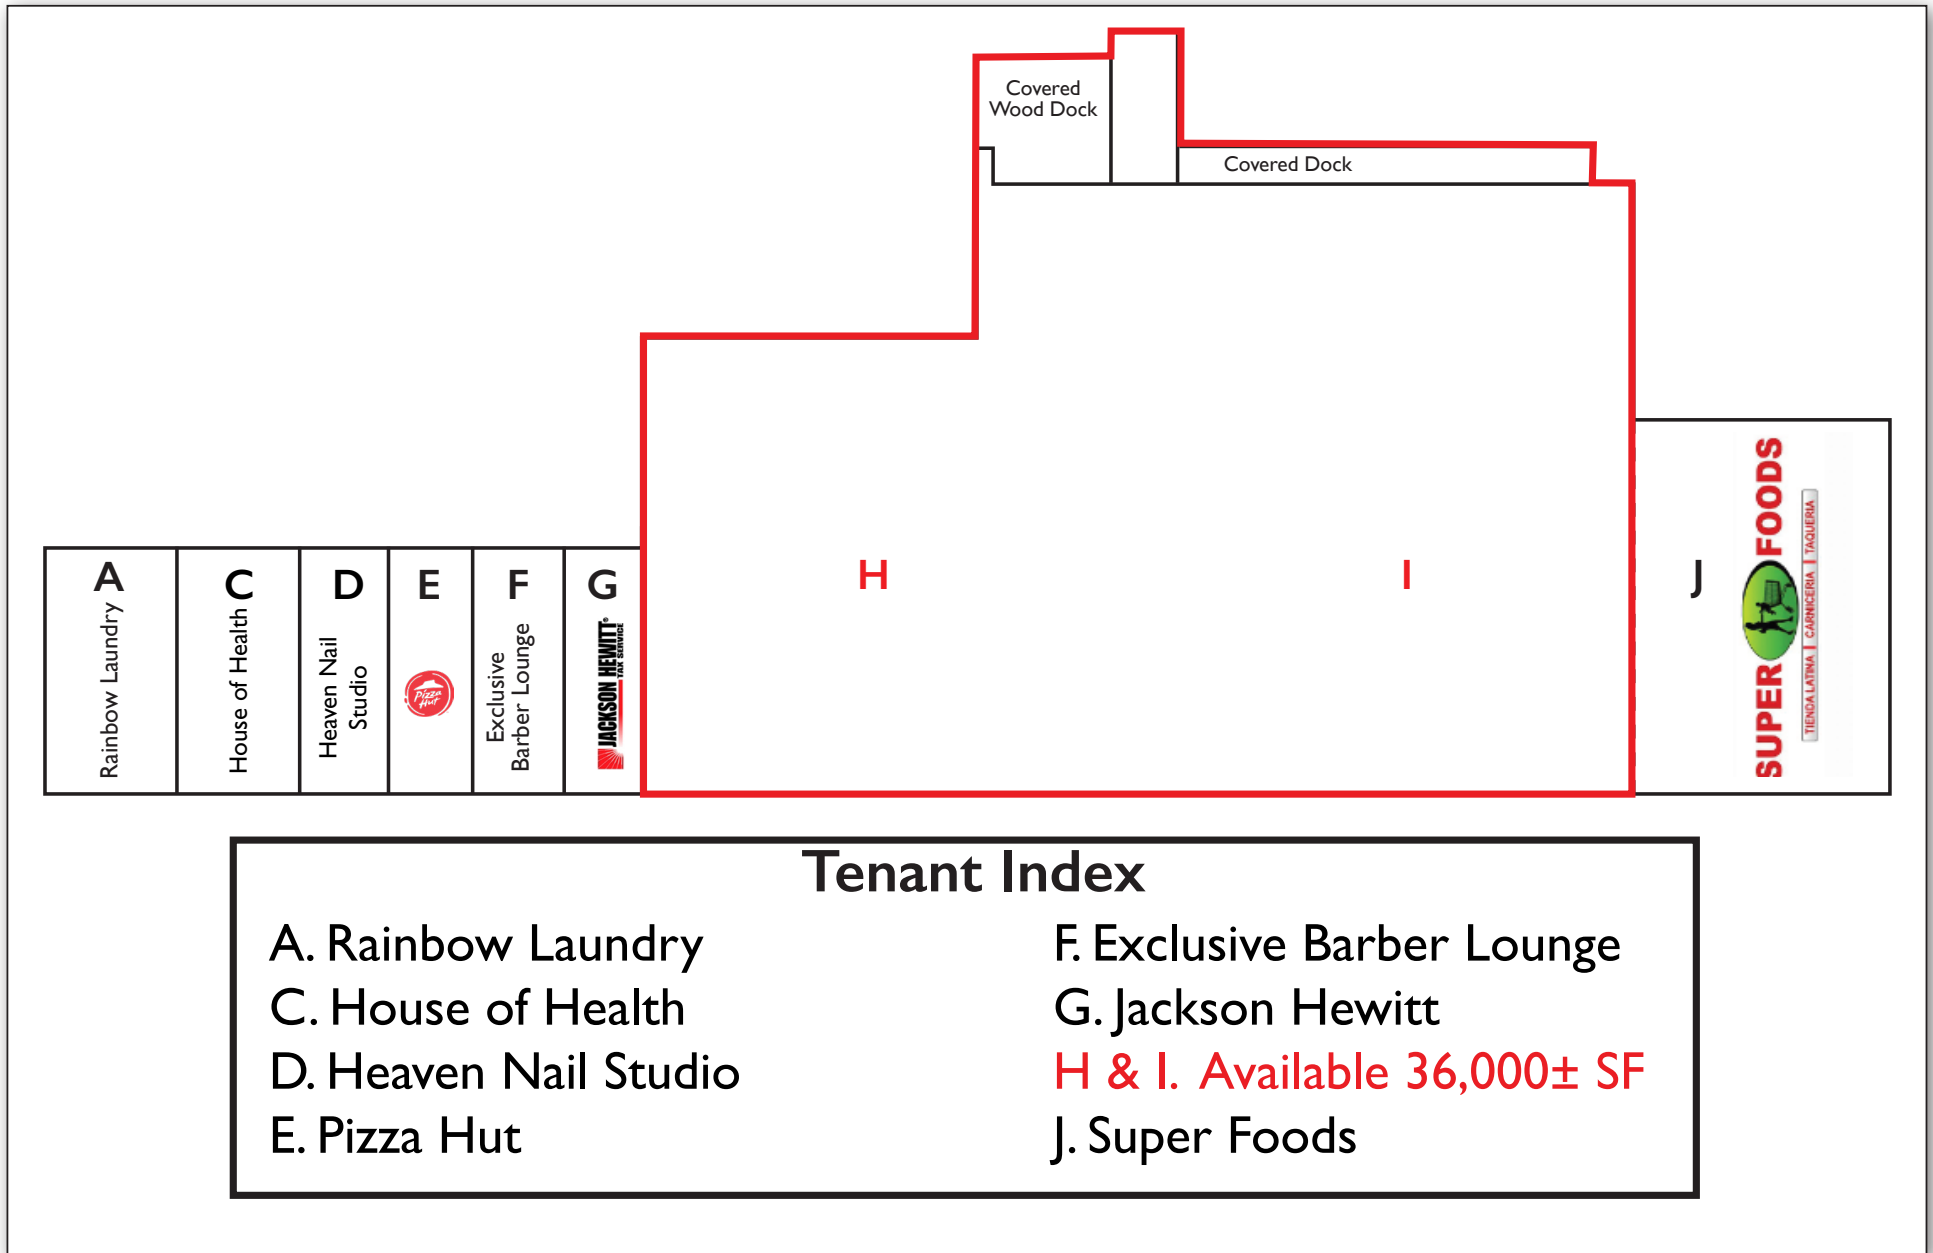 Covered
Wood Dock
Covered Dock
A
Rainbow Laundry
C
House of Health
D
Heaven Nail
Studio
E
Pizza
Hut
F
Exclusive
Barber Lounge
G
JACKSON HEWITT®
TAX SERVICE
H
I
J
SUPER FOODS
TIENDA LATINA | CARNICERIA | TAQUERIA
Tenant Index
A. Rainbow Laundry
C. House of Health
D. Heaven Nail Studio
E. Pizza Hut
F. Exclusive Barber Lounge
G. Jackson Hewitt
H & I. Available 36,000± SF
J. Super Foods